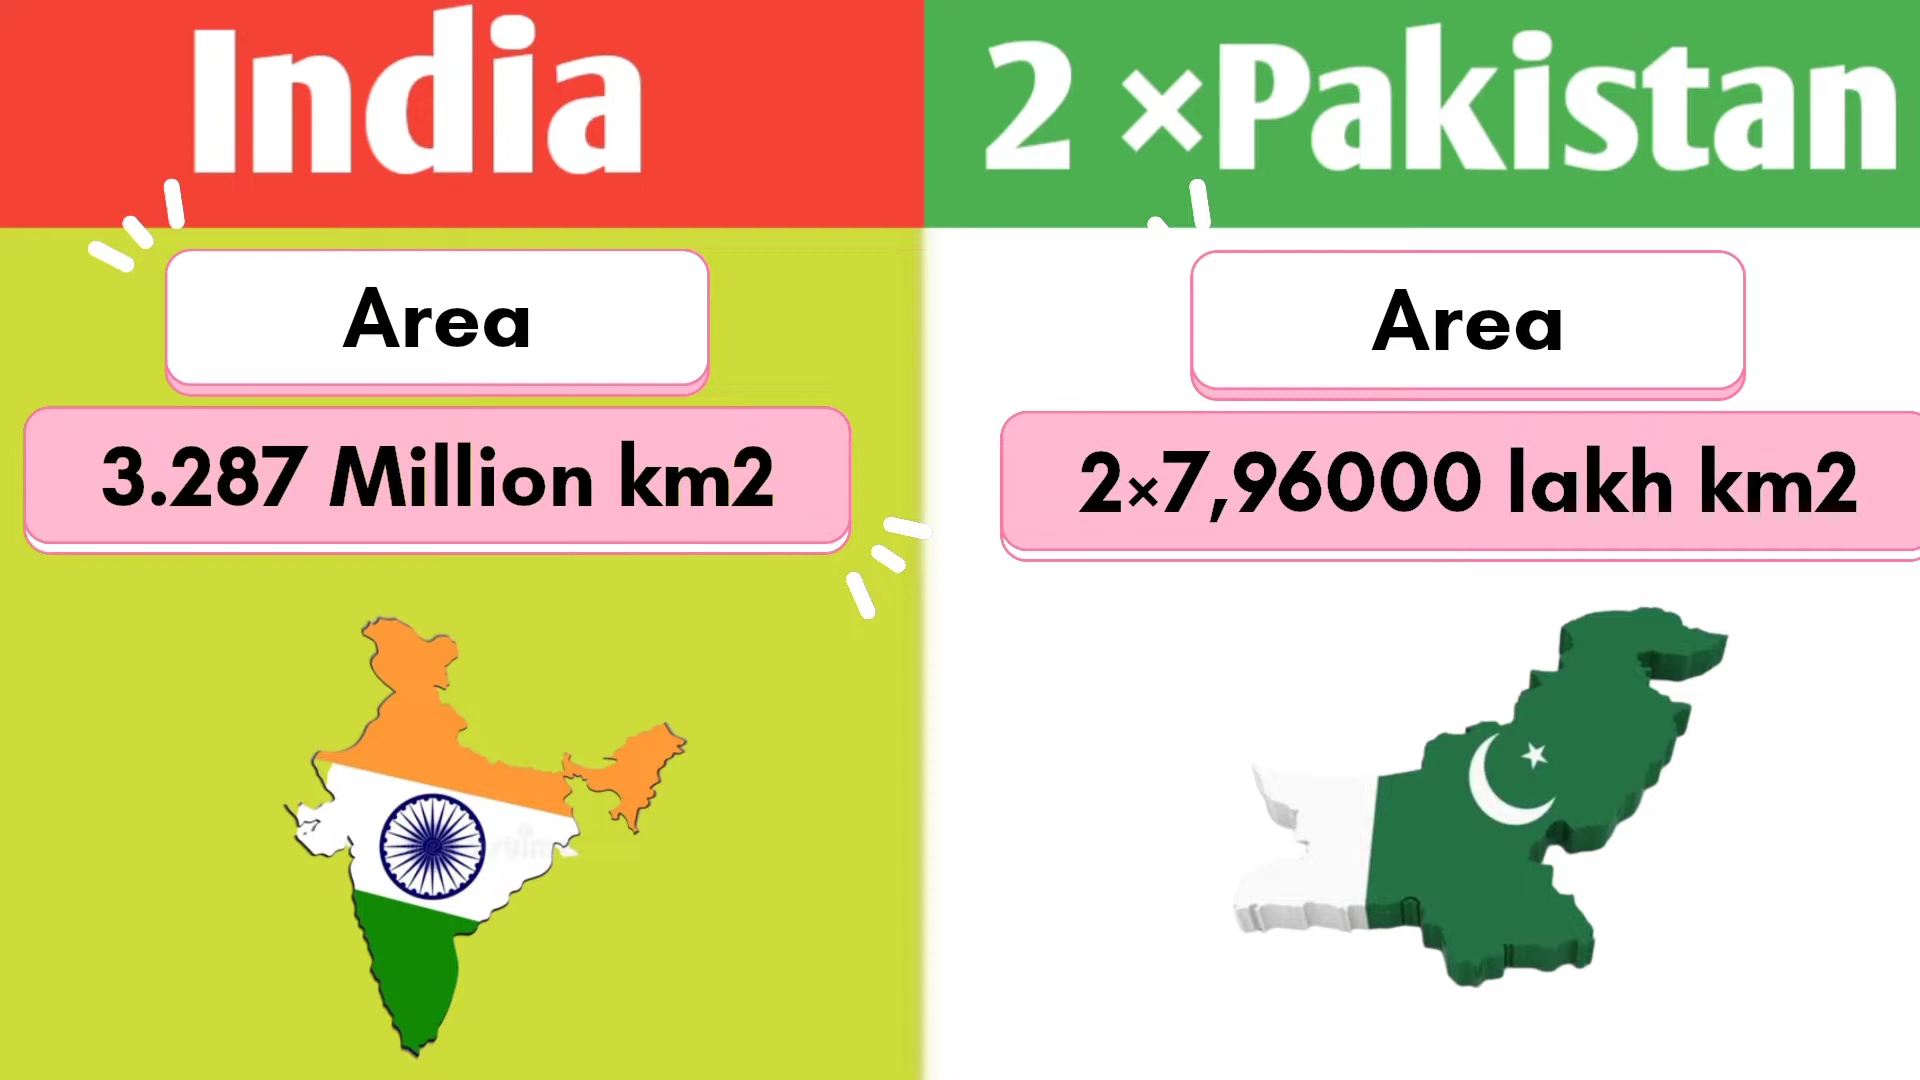 India
2 ×Pakistan
Area
Area
3.287 Million km2
2×7,96000 lakh km2